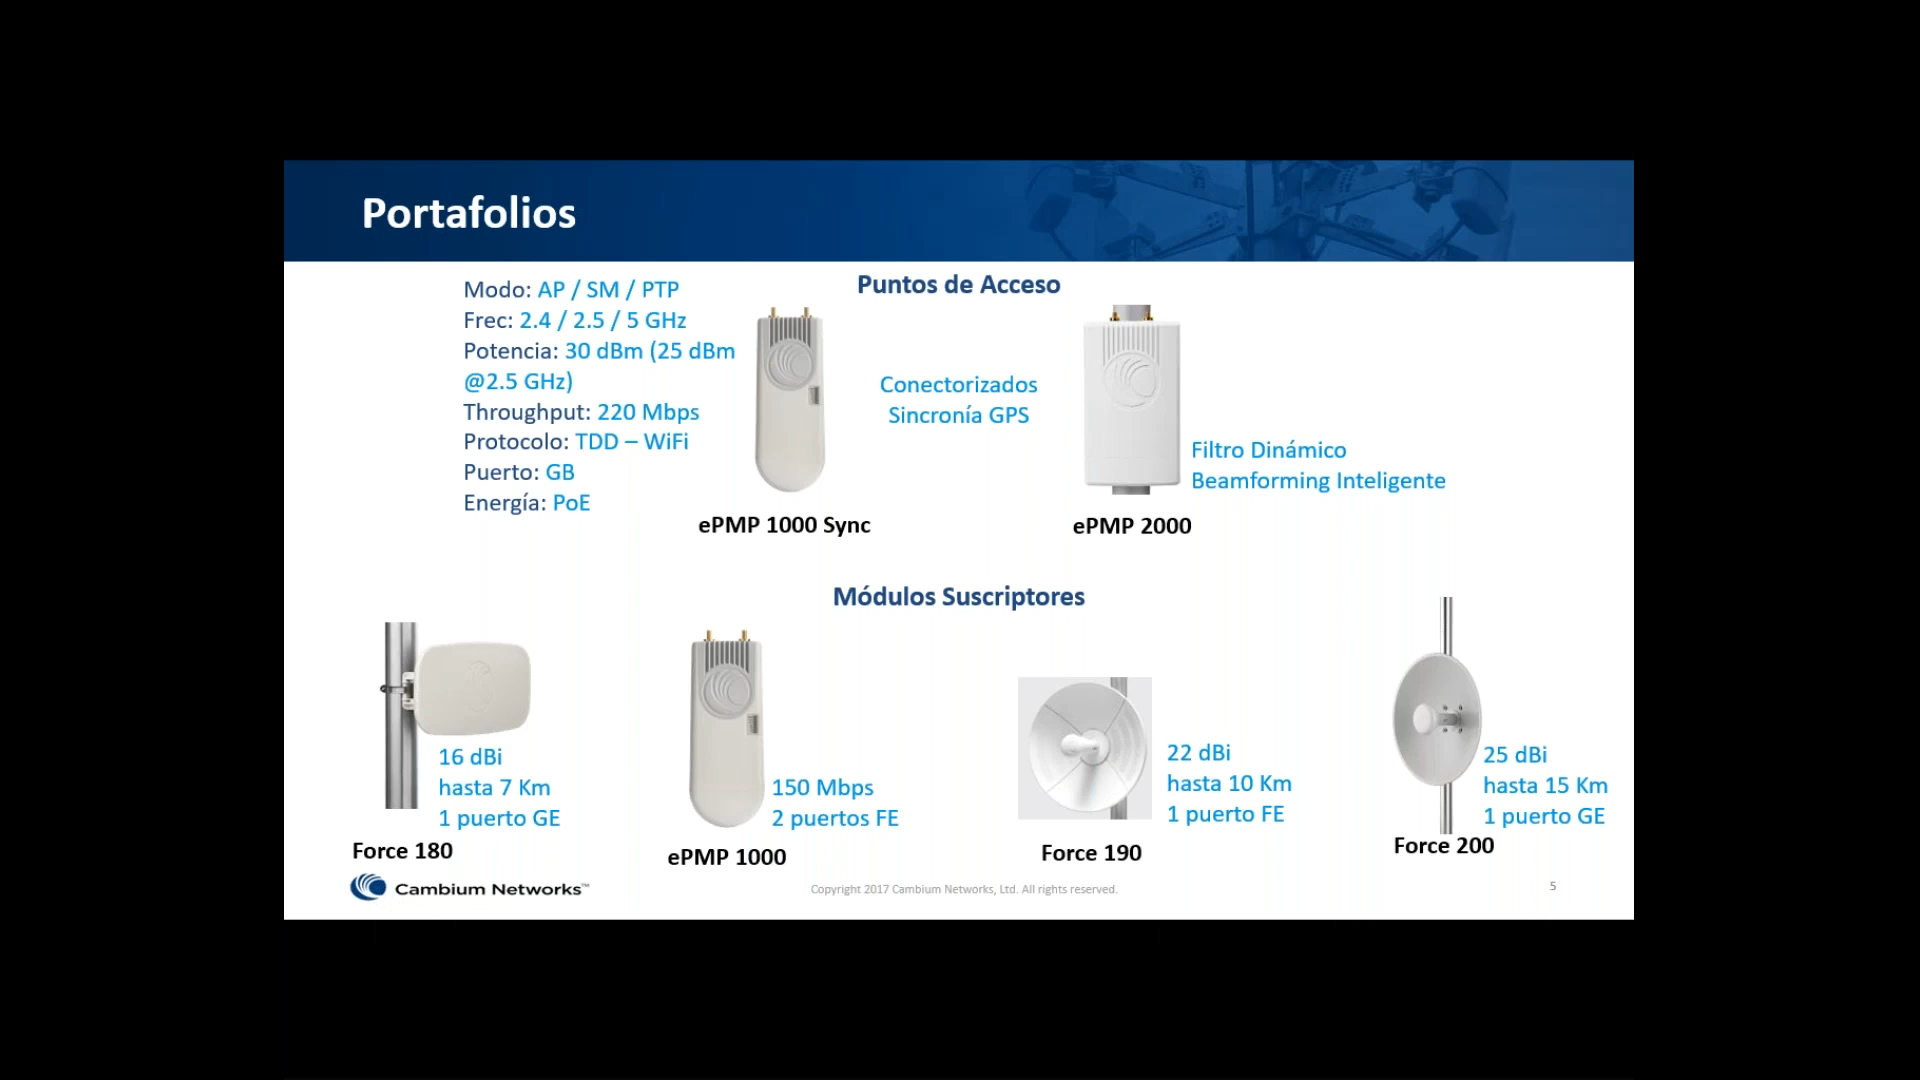 Portafolios
Puntos de Acceso
Modo: AP / SM / PTP
Frec: 2.4 / 2.5 / 5 GHz
Potencia: 30 dBm (25 dBm
@2.5 GHz)
Throughput: 220 Mbps
Protocolo: TDD – WiFi
Puerto: GB
Energía: PoE
Conectorizados
Sincronía GPS
Filtro Dinámico
Beamforming Inteligente
ePMP 1000 Sync
ePMP 2000
Módulos Suscriptores
16 dBi
hasta 7 Km
1 puerto GE
Force 180
150 Mbps
2 puertos FE
ePMP 1000
22 dBi
hasta 10 Km
1 puerto FE
Force 190
25 dBi
hasta 15 Km
1 puerto GE
Force 200
Cambium Networks™
Copyright 2017 Cambium Networks, Ltd. All rights reserved.
5